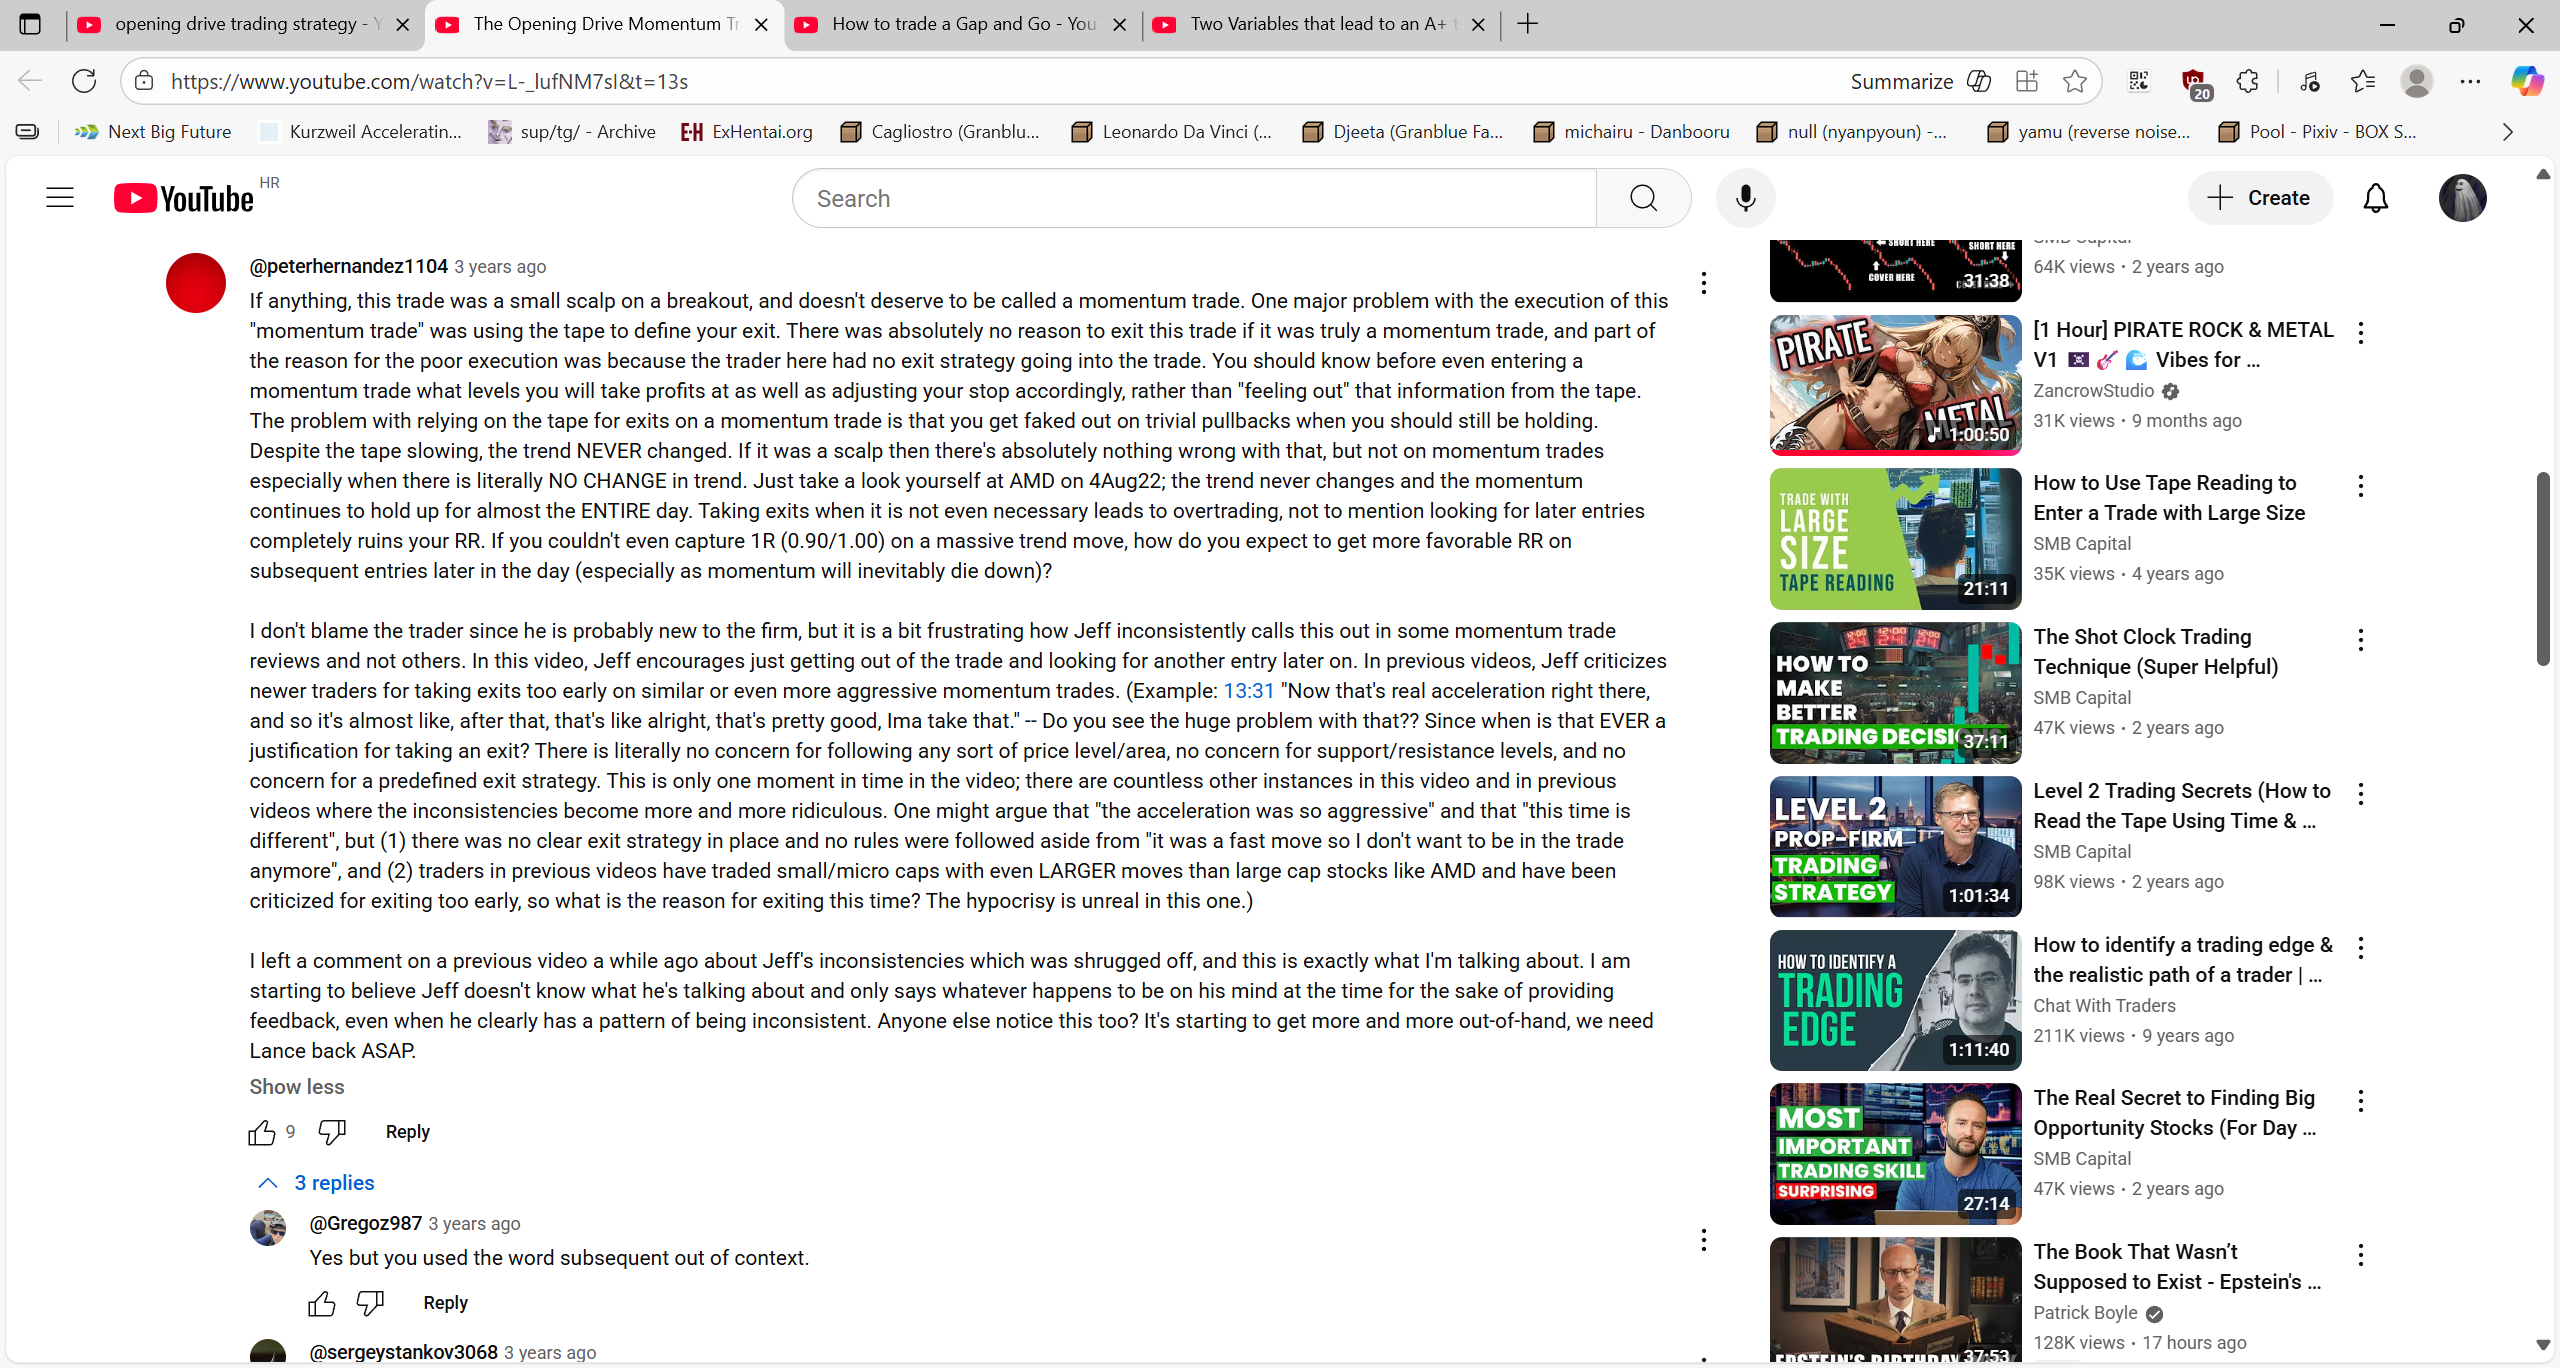 opening drive trading strategy - Y
The Opening Drive Momentum Tr
How to trade a Gap and Go - You
Two Variables that lead to an A+ t
https://www.youtube.com/watch?v=L-_lufNM7sI&t=13s
Summarize
20
Next Big Future
Kurzweil Acceleratin...
sup/tg/ - Archive
ExHentai.org
Cagliostro (Granblu...
Leonardo Da Vinci (...
Djeeta (Granblue Fa...
michairu - Danbooru
null (nyanpyoun) -...
yamu (reverse noise...
Pool - Pixiv - BOX S...
YouTube HR
Search
Create
@peterhernandez1104 3 years ago
If anything, this trade was a small scalp on a breakout, and doesn't deserve to be called a momentum trade. One major problem with the execution of this
"momentum trade" was using the tape to define your exit. There was absolutely no reason to exit this trade if it was truly a momentum trade, and part of
the reason for the poor execution was because the trader here had no exit strategy going into the trade. You should know before even entering a
momentum trade what levels you will take profits at as well as adjusting your stop accordingly, rather than "feeling out" that information from the tape.
The problem with relying on the tape for exits on a momentum trade is that you get faked out on trivial pullbacks when you should still be holding.
Despite the tape slowing, the trend NEVER changed. If it was a scalp then there's absolutely nothing wrong with that, but not on momentum trades
especially when there is literally NO CHANGE in trend. Just take a look yourself at AMD on 4Aug22; the trend never changes and the momentum
continues to hold up for almost the ENTIRE day. Taking exits when it is not even necessary leads to overtrading, not to mention looking for later entries
completely ruins your RR. If you couldn't even capture 1R (0.90/1.00) on a massive trend move, how do you expect to get more favorable RR on
subsequent entries later in the day (especially as momentum will inevitably die down)?
I don't blame the trader since he is probably new to the firm, but it is a bit frustrating how Jeff inconsistently calls this out in some momentum trade
reviews and not others. In this video, Jeff encourages just getting out of the trade and looking for another entry later on. In previous videos, Jeff criticizes
newer traders for taking exits too early on similar or even more aggressive momentum trades. (Example: 13:31 "Now that's real acceleration right there,
and so it's almost like, after that, that's like alright, that's pretty good, Ima take that." -- Do you see the huge problem with that?? Since when is that EVER a
justification for taking an exit? There is literally no concern for following any sort of price level/area, no concern for support/resistance levels, and no
concern for a predefined exit strategy. This is only one moment in time in the video; there are countless other instances in this video and in previous
videos where the inconsistencies become more and more ridiculous. One might argue that "the acceleration was so aggressive" and that "this time is
different", but (1) there was no clear exit strategy in place and no rules were followed aside from "it was a fast move so I don't want to be in the trade
anymore", and (2) traders in previous videos have traded small/micro caps with even LARGER moves than large cap stocks like AMD and have been
criticized for exiting too early, so what is the reason for exiting this time? The hypocrisy is unreal in this one.)
I left a comment on a previous video a while ago about Jeff's inconsistencies which was shrugged off, and this is exactly what I'm talking about. I am
starting to believe Jeff doesn't know what he's talking about and only says whatever happens to be on his mind at the time for the sake of providing
feedback, even when he clearly has a pattern of being inconsistent. Anyone else notice this too? It's starting to get more and more out-of-hand, we need
Lance back ASAP.
Show less
9
Reply
3 replies
@Gregoz987 3 years ago
Yes but you used the word subsequent out of context.
Reply
@sergeystankov3068 3 years ago
SHORT HERE
SHORT HERE
COVER HERE
31:38
SMB Capital
64K views • 2 years ago
PIRATE
METAL
1:00:50
[1 Hour] PIRATE ROCK & METAL
V1 🏴‍☠️ 🎸 🌊 Vibes for ...
ZancrowStudio
31K views • 9 months ago
TRADE WITH
LARGE
SIZE
TAPE READING
21:11
How to Use Tape Reading to
Enter a Trade with Large Size
SMB Capital
35K views • 4 years ago
12:00
24 24 24
HOW TO
MAKE
BETTER
TRADING DECISI
37:11
The Shot Clock Trading
Technique (Super Helpful)
SMB Capital
47K views • 2 years ago
LEVEL 2
PROP-FIRM
TRADING
STRATEGY
1:01:34
Level 2 Trading Secrets (How to
Read the Tape Using Time & ...
SMB Capital
98K views • 2 years ago
HOW TO IDENTIFY A
TRADING
EDGE
1:11:40
How to identify a trading edge &
the realistic path of a trader | ...
Chat With Traders
211K views • 9 years ago
MOST
IMPORTANT
TRADING SKILL
SURPRISING
27:14
The Real Secret to Finding Big
Opportunity Stocks (For Day ...
SMB Capital
47K views • 2 years ago
EPSTEIN'S BIRTHDAY
37:53
The Book That Wasn't
Supposed to Exist - Epstein's ...
Patrick Boyle
128K views • 17 hours ago